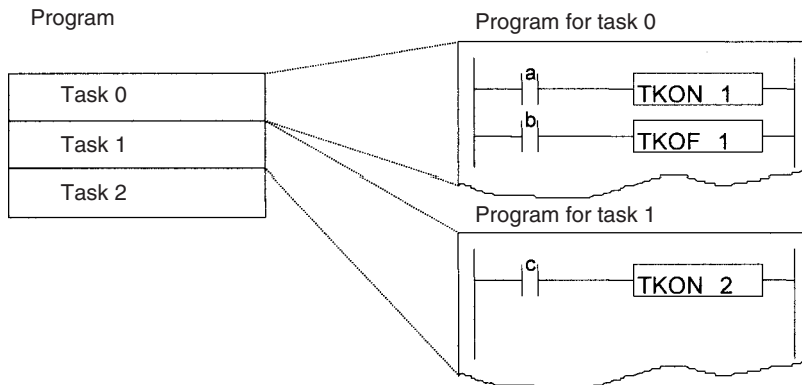 Program
Task 0
Task 1
Task 2
Program for task 0
a
TKON 1
b
TKOF 1
Program for task 1
c
TKON 2